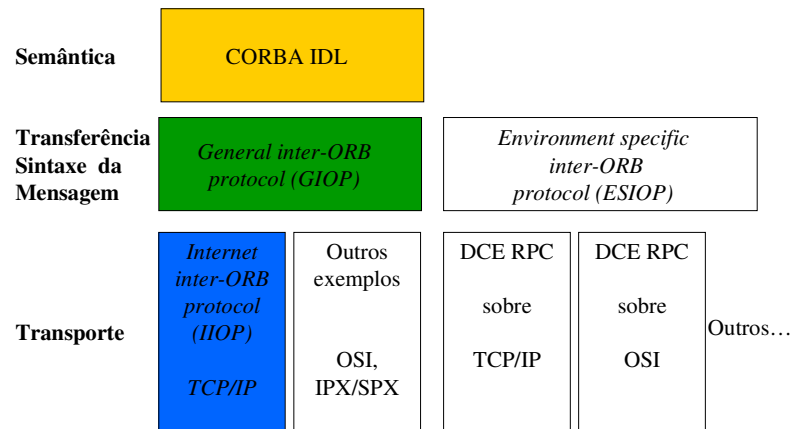 Semântica
CORBA IDL
Transferência
Sintaxe da
Mensagem
General inter-ORB
protocol (GIOP)
Environment specific
inter-ORB
protocol (ESIOP)
Transporte
Internet
inter-ORB
protocol
(IIOP)
TCP/IP
Outros
exemplos
OSI,
IPX/SPX
DCE RPC
sobre
TCP/IP
DCE RPC
sobre
OSI
Outros…